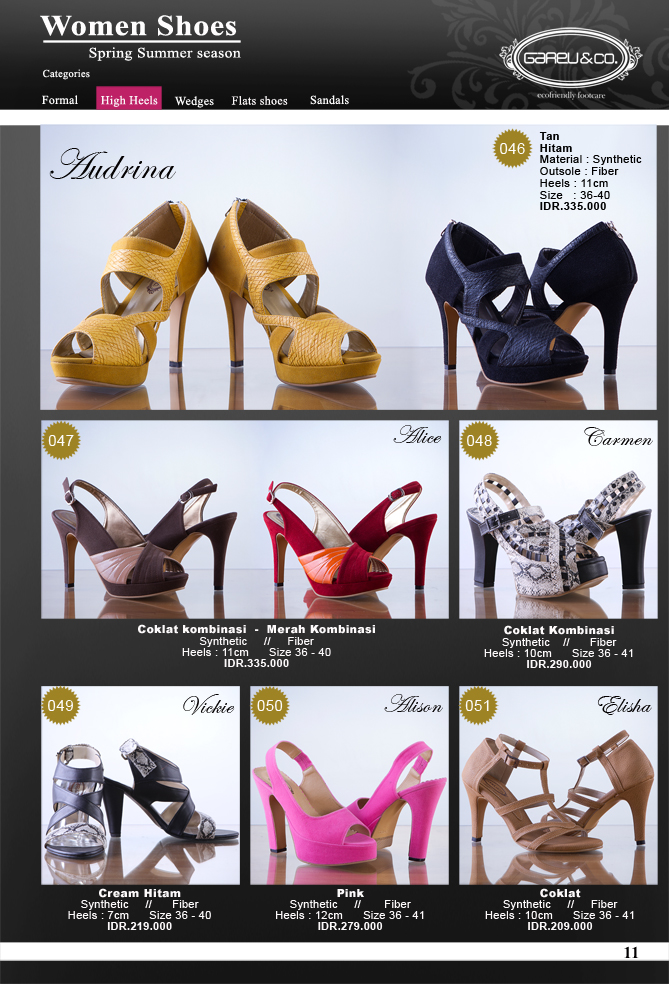 Women Shoes
Spring Summer season
Categories
Formal High Heels Wedges Flats shoes Sandals
GAREU & CO.
ecofriendly footcare
Audrina
046
Tan
Hitam
Material : Synthetic
Outsole : Fiber
Heels : 11cm
Size : 36-40
IDR.335.000
047
Alice
Coklat kombinasi - Merah Kombinasi
Synthetic // Fiber
Heels : 11cm Size 36 - 40
IDR.335.000
048
Carmen
Coklat Kombinasi
Synthetic // Fiber
Heels : 10cm Size 36 - 41
IDR.290.000
049
Vickie
Cream Hitam
Synthetic // Fiber
Heels : 7cm Size 36 - 40
IDR.219.000
050
Alison
Pink
Synthetic // Fiber
Heels : 12cm Size 36 - 41
IDR.279.000
051
Elisha
Coklat
Synthetic // Fiber
Heels : 10cm Size 36 - 41
IDR.209.000
11